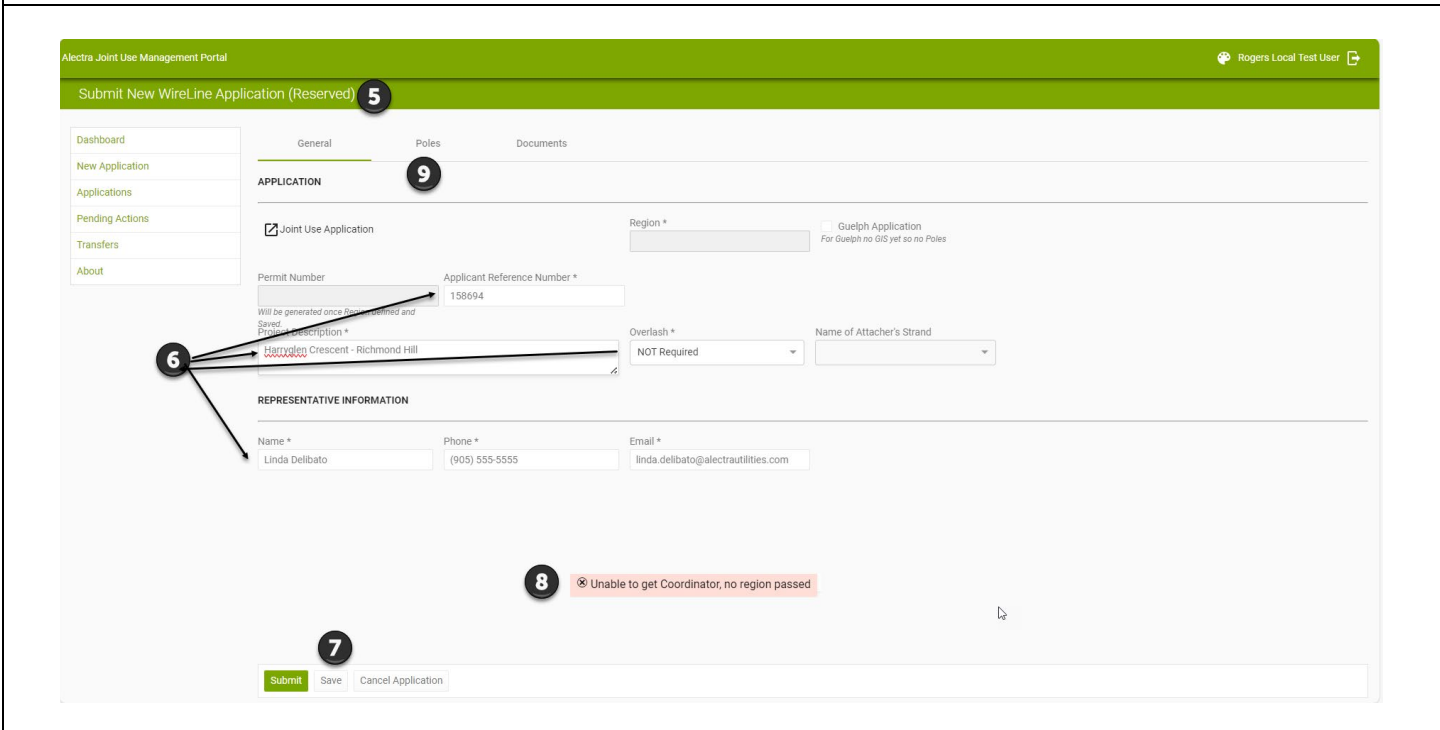 Alectra Joint Use Management Portal
Rogers Local Test User
Submit New WireLine Application (Reserved) 5
Dashboard
New Application
Applications
Pending Actions
Transfers
About
General Poles Documents
9
APPLICATION
Joint Use Application
Region *
Guelph Application
For Guelph no GIS yet so no Poles
Permit Number Applicant Reference Number *
158694
Will be generated once Region defined and
Saved.
Project Description * Overlash * Name of Attacher's Strand
6
Harryglen Crescent - Richmond Hill NOT Required
REPRESENTATIVE INFORMATION
Name * Phone * Email *
Linda Delibato (905) 555-5555 linda.delibato@alectrautilities.com
8 Unable to get Coordinator, no region passed
7
Submit Save Cancel Application